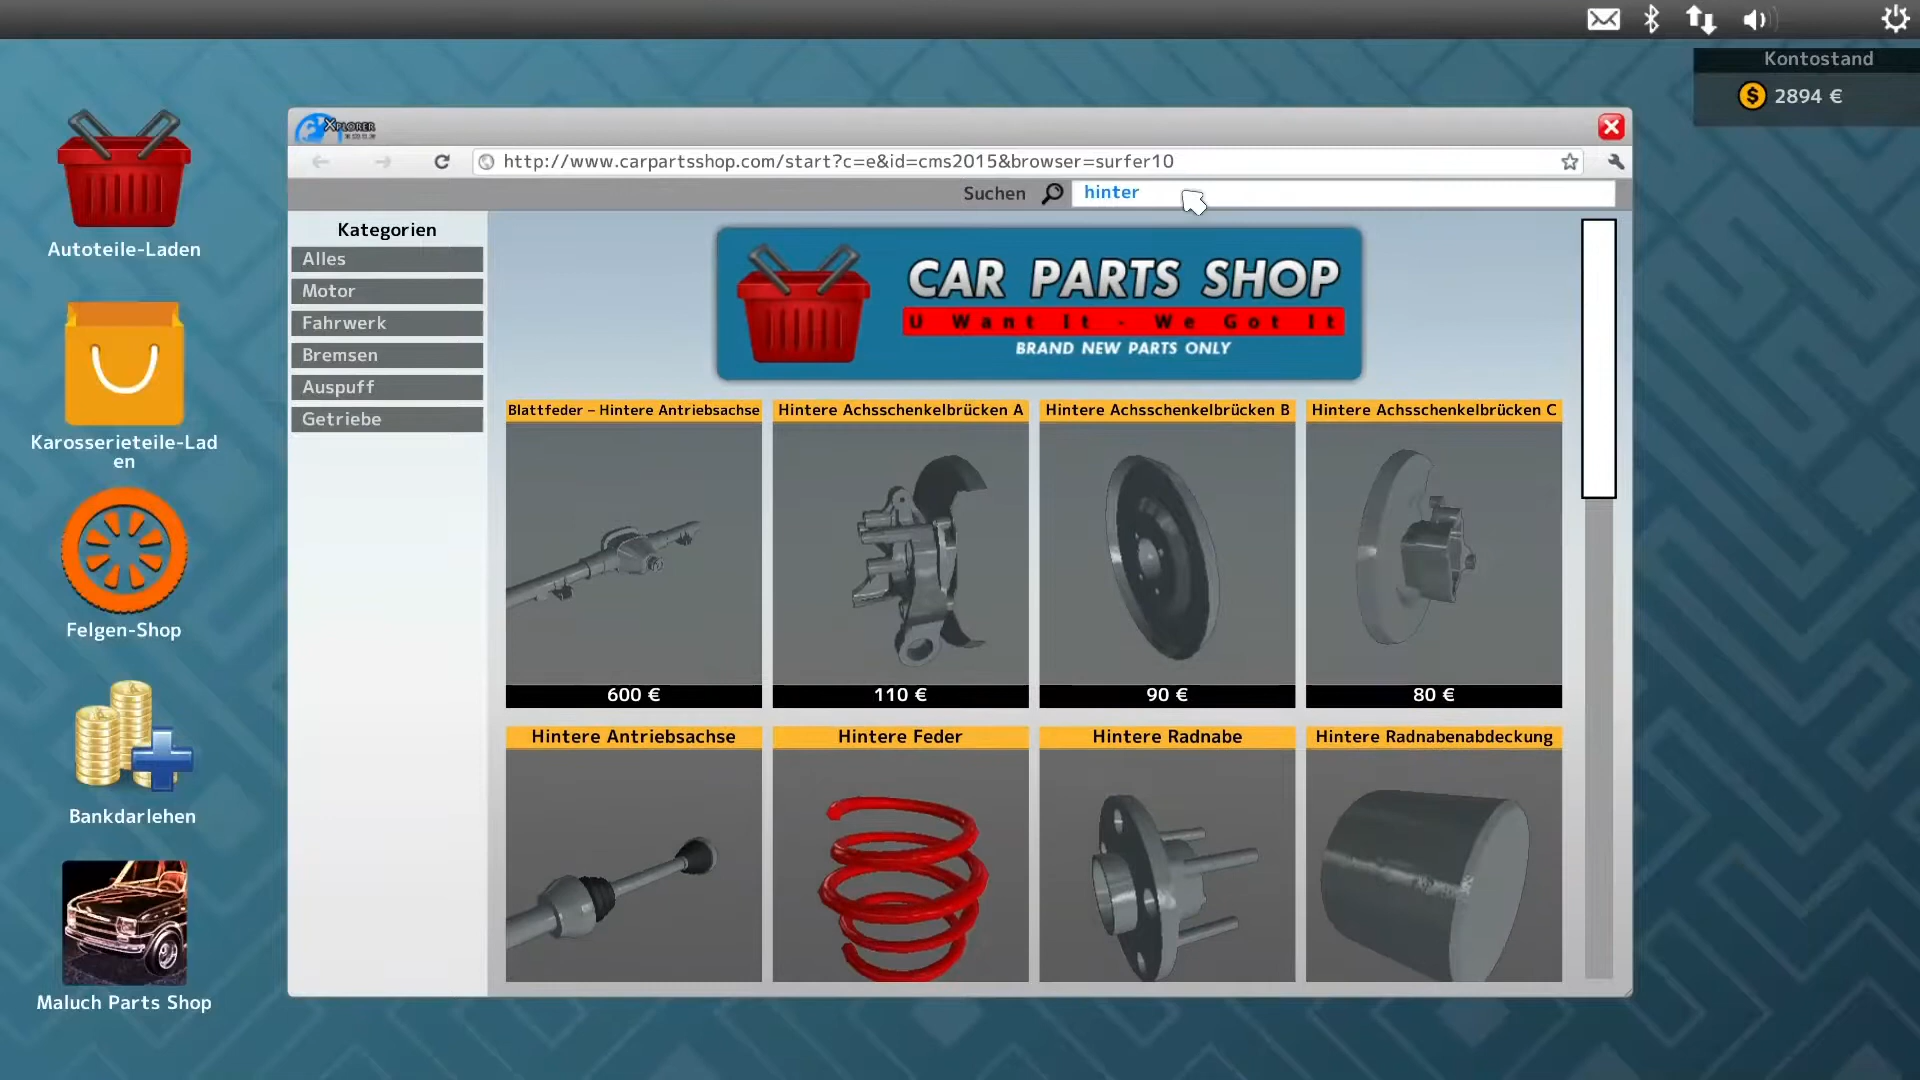 Kontostand
2894 €
Autoteile-Laden
Karosserieteile-Lad
en
Felgen-Shop
Bankdarlehen
Maluch Parts Shop
XPLORER
http://www.carpartsshop.com/start?c=e&id=cms2015&browser=surfer10
Suchen hinter
Kategorien
Alles
Motor
Fahrwerk
Bremsen
Auspuff
Getriebe
CAR PARTS SHOP
U Want It - We Got It
BRAND NEW PARTS ONLY
Blattfeder – Hintere Antriebsachse
Hintere Achsschenkelbrücken A
Hintere Achsschenkelbrücken B
Hintere Achsschenkelbrücken C
600 €
110 €
90 €
80 €
Hintere Antriebsachse
Hintere Feder
Hintere Radnabe
Hintere Radnabenabdeckung